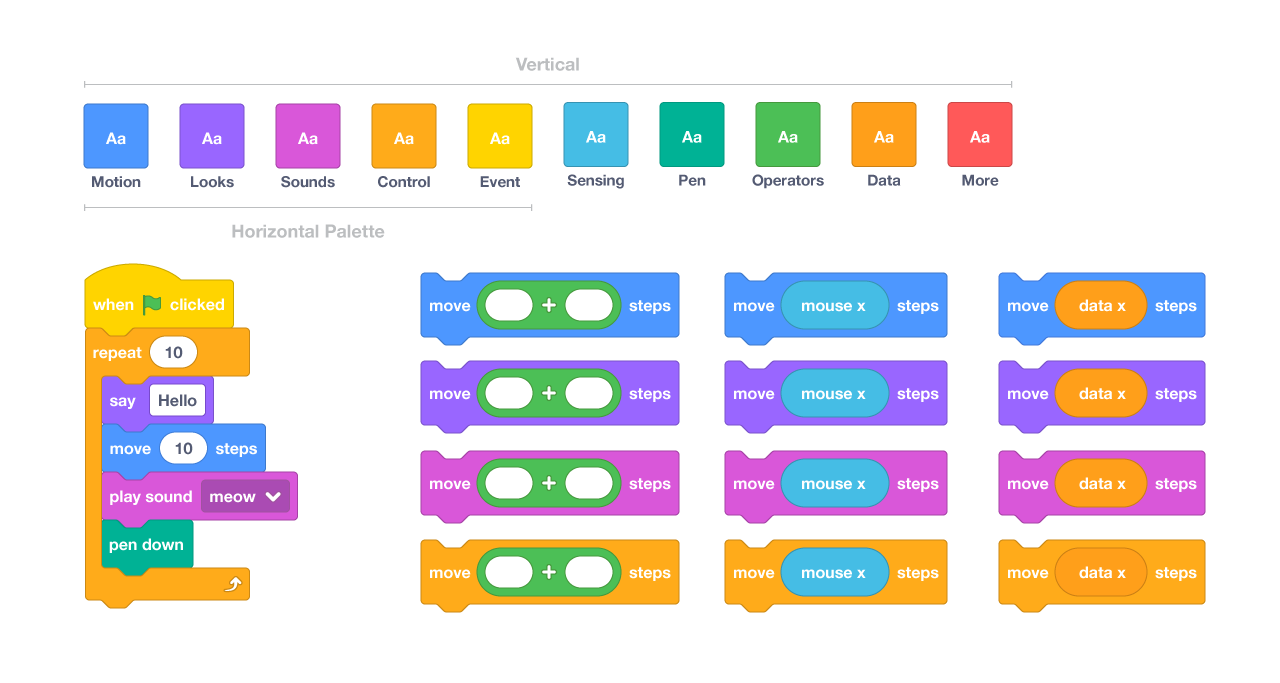 Vertical
Aa Aa Aa Aa Aa Aa Aa Aa Aa Aa
Motion Looks Sounds Control Event Sensing Pen Operators Data More
Horizontal Palette
when clicked
repeat 10
say Hello
move 10 steps
play sound meow
pen down
move + steps
move mouse x steps
move data x steps
move + steps
move mouse x steps
move data x steps
move + steps
move mouse x steps
move data x steps
move + steps
move mouse x steps
move data x steps